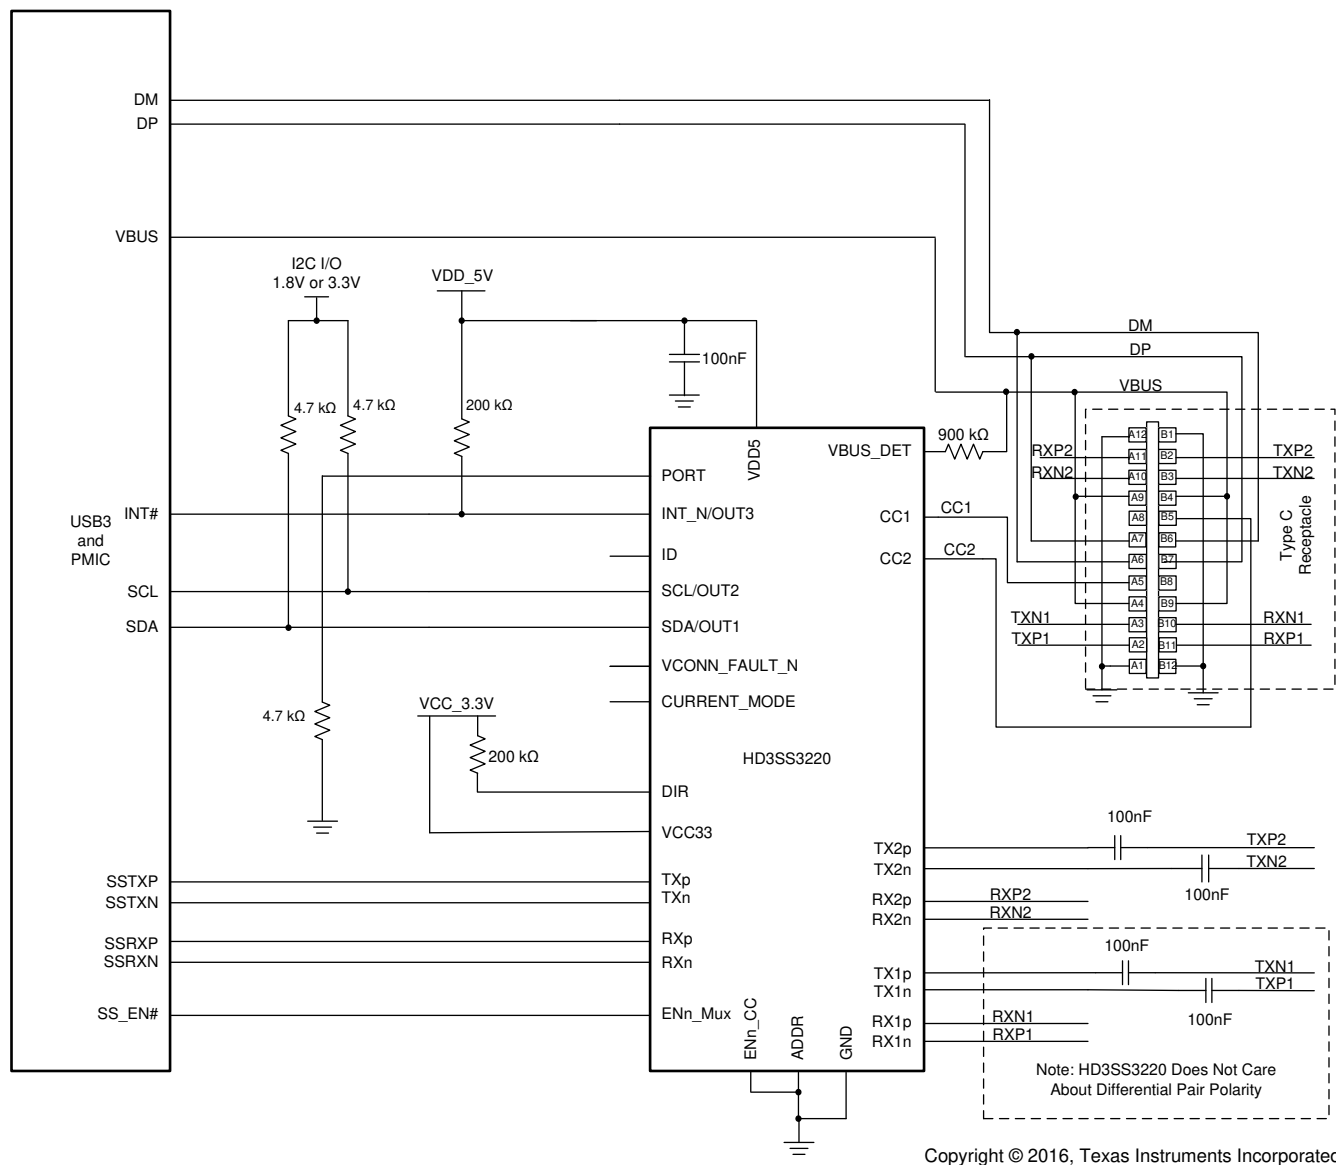 DM
DP
VBUS
I2C I/O
1.8V or 3.3V
VDD_5V
DM
DP
VBUS
100nF
4.7 kΩ
4.7 kΩ
200 kΩ
900 kΩ
VBUS_DET
VDD5
PORT
INT#
INT_N/OUT3
USB3
and
PMIC
ID
SCL
SCL/OUT2
SDA
SDA/OUT1
VCONN_FAULT_N
CURRENT_MODE
CC1
CC1
CC2
CC2
RXP2
RXN2
TXN1
TXP1
A12
B1
A11
B2
A10
B3
A9
B4
A8
B5
A7
B6
A6
B7
A5
B8
A4
B9
A3
B10
A2
B11
A1
B12
TXP2
TXN2
RXN1
RXP1
Type C
Receptacle
4.7 kΩ
VCC_3.3V
200 kΩ
HD3SS3220
DIR
VCC33
SSTXP
SSTXN
TXp
TXn
SSRXP
SSRXN
RXp
RXn
SS_EN#
ENn_Mux
ENn_CC
ADDR
GND
TX2p
TX2n
RX2p
RX2n
TX1p
TX1n
RX1p
RX1n
100nF
TXP2
TXN2
100nF
RXP2
RXN2
100nF
TXN1
TXP1
100nF
RXN1
RXP1
Note: HD3SS3220 Does Not Care
About Differential Pair Polarity
Copyright © 2016, Texas Instruments Incorporated